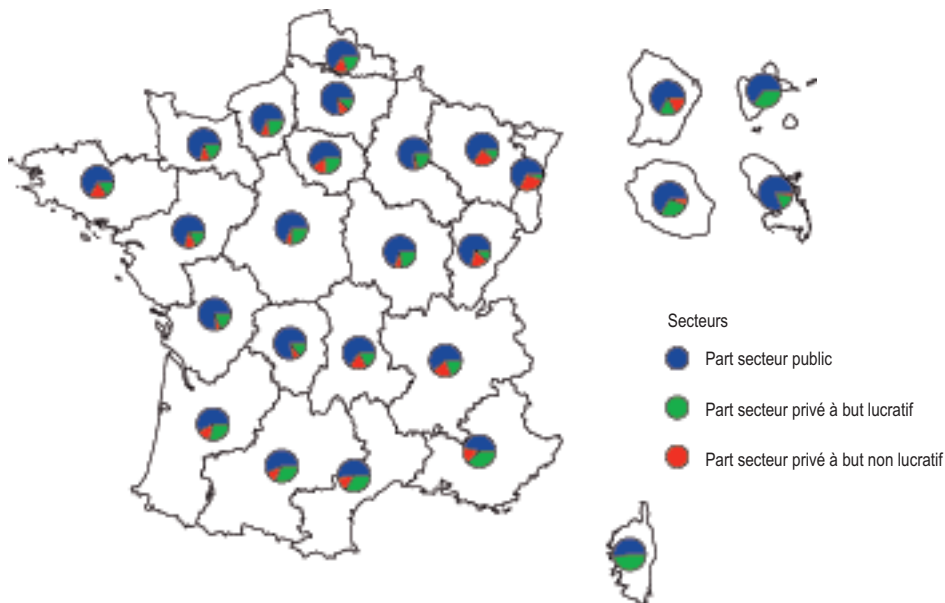 Secteurs
Part secteur public
Part secteur privé à but lucratif
Part secteur privé à but non lucratif